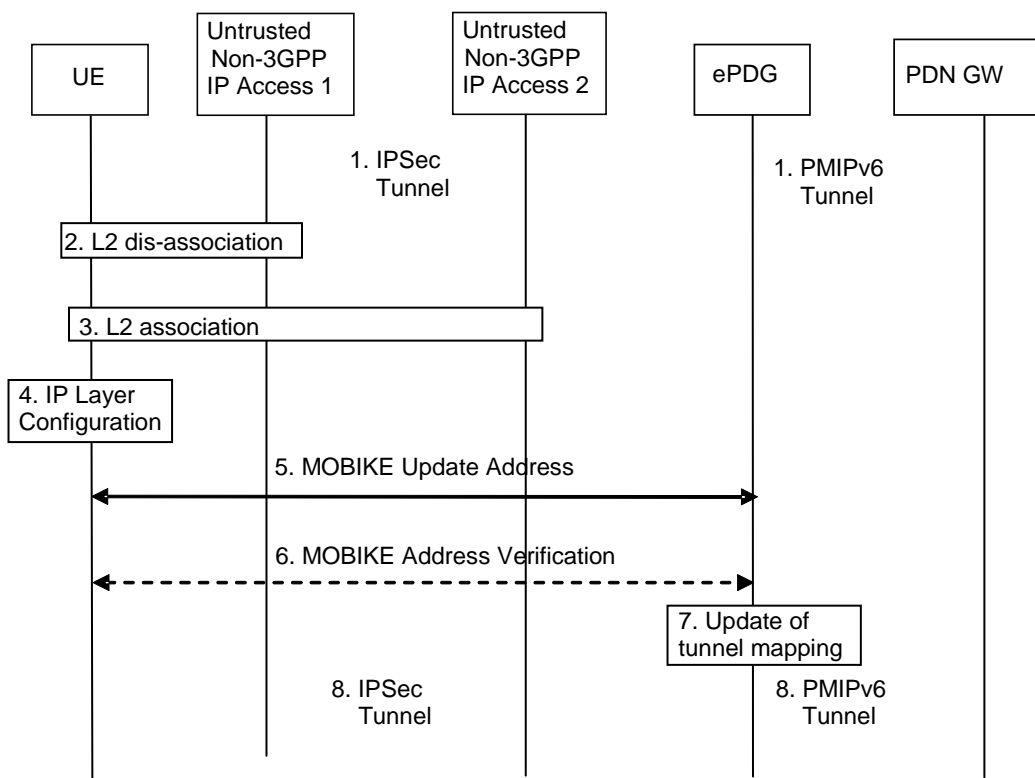 UE
Untrusted
Non-3GPP
IP Access 1
Untrusted
Non-3GPP
IP Access 2
ePDG
PDN GW
1. IPSec
Tunnel
1. PMIPv6
Tunnel
2. L2 dis-association
3. L2 association
4. IP Layer
Configuration
5. MOBIKE Update Address
6. MOBIKE Address Verification
7. Update of
tunnel mapping
8. IPSec
Tunnel
8. PMIPv6
Tunnel